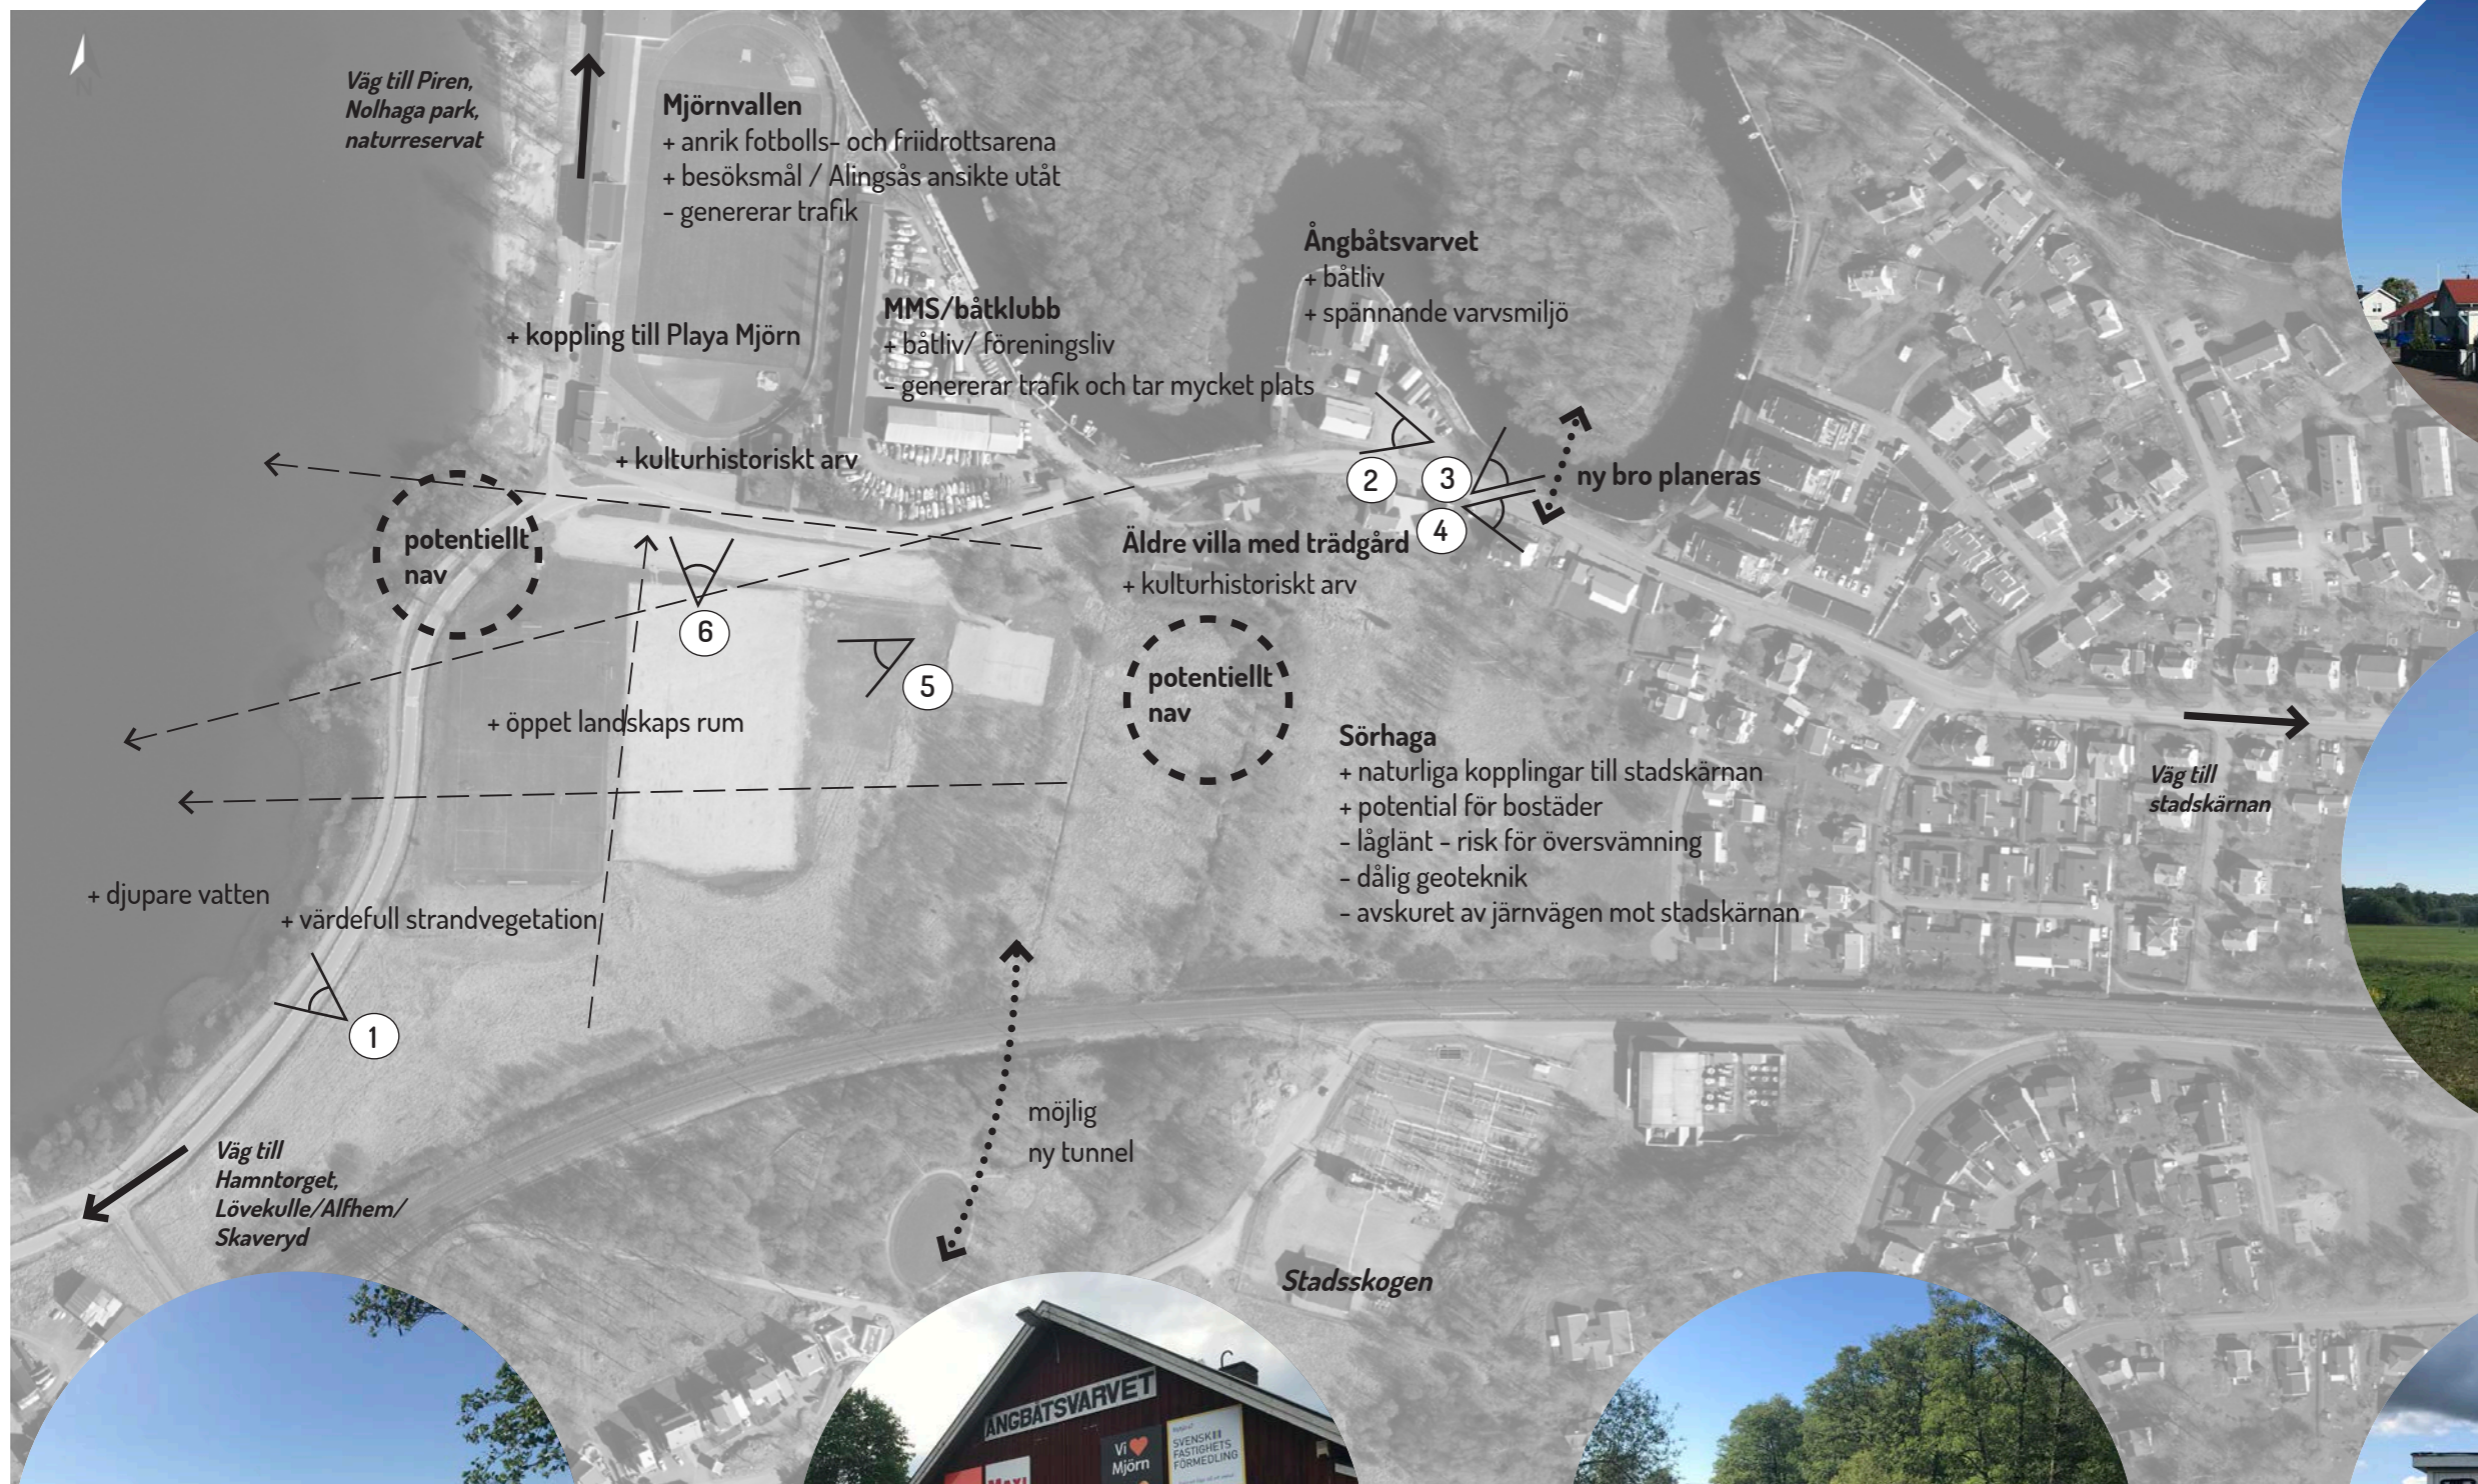 N
Väg till Piren,
Nolhaga park,
naturreservat
Mjörnvallen
+ anrik fotbolls- och friidrottsarena
+ besöksmål / Alingsås ansikte utåt
- genererar trafik
Ångbåtsvarvet
+ båtliv
+ spännande varvsmiljö
MMS/båtklubb
+ båtliv/ föreningsliv
- genererar trafik och tar mycket plats
+ koppling till Playa Mjörn
+ kulturhistoriskt arv
2
3
4
ny bro planeras
potentiellt
nav
Äldre villa med trädgård
+ kulturhistoriskt arv
6
5
potentiellt
nav
+ öppet landskaps rum
Sörhaga
+ naturliga kopplingar till stadskärnan
+ potential för bostäder
- låglänt - risk för översvämning
- dålig geoteknik
- avskuret av järnvägen mot stadskärnan
Väg till
stadskärnan
+ djupare vatten
+ värdefull strandvegetation
1
möjlig
ny tunnel
Väg till
Hamntorget,
Lövekulle/Alfhem/
Skaveryd
Stadsskogen
ÅNGBÅTSVARVET
Vi
Mjörn
SVENSK
FASTIGHETS
FÖRMEDLING
MAXI